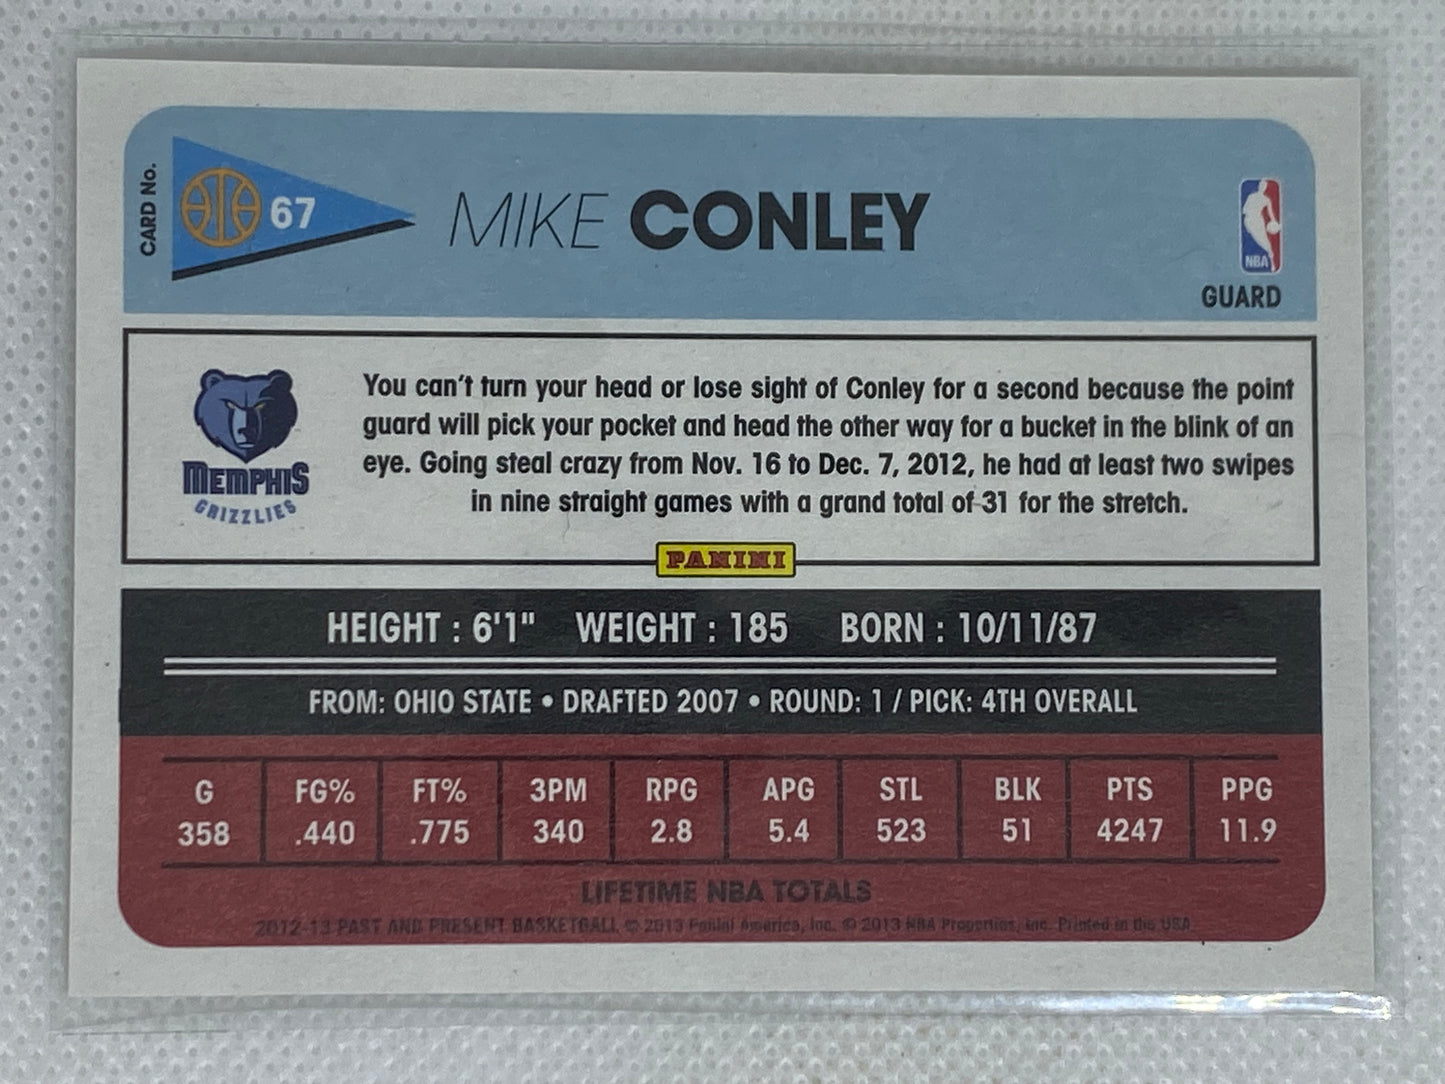 CARD No.
67
MIKE CONLEY
NBA
GUARD
MEMPHIS
GRIZZLIES
You can't turn your head or lose sight of Conley for a second because the point
guard will pick your pocket and head the other way for a bucket in the blink of an
eye. Going steal crazy from Nov. 16 to Dec. 7, 2012, he had at least two swipes
in nine straight games with a grand total of 31 for the stretch.
PANINI
HEIGHT : 6'1" WEIGHT : 185 BORN : 10/11/87
FROM: OHIO STATE • DRAFTED 2007 • ROUND: 1 / PICK: 4TH OVERALL
G FG% FT% 3PM RPG APG STL BLK PTS PPG
358 .440 .775 340 2.8 5.4 523 51 4247 11.9
LIFETIME NBA TOTALS
2012-13 PAST AND PRESENT BASKETBALL © 2013 Panini America, Inc. © 2013 NBA Properties, Inc. Printed in the USA